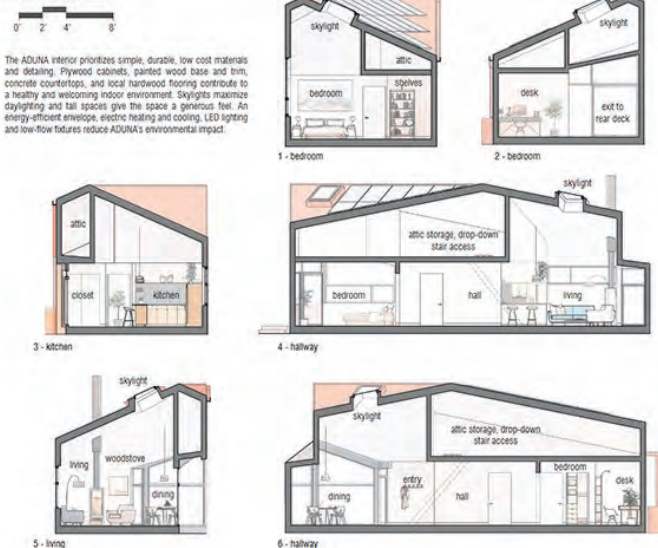 0' 2' 4' 8'
The ADUNA interior prioritizes simple, durable, low cost materials
and detailing. Plywood cabinets, painted wood base and trim,
concrete countertops, and local hardwood flooring contribute to
a healthy and welcoming indoor environment. Skylights maximize
daylighting and tall spaces give the space a generous feel. An
energy-efficient envelope, electric heating and cooling, LED lighting
and low-flow fixtures reduce ADUNA's environmental impact.
skylight
attic
bedroom
shelves
1 - bedroom
skylight
desk
exit to
rear deck
2 - bedroom
attic
closet
kitchen
3 - kitchen
skylight
attic storage, drop-down
stair access
bedroom
hall
living
4 - hallway
skylight
living
woodstove
dining
5 - living
skylight
attic storage, drop-down
stair access
dining
entry
hall
bedroom
desk
6 - hallway